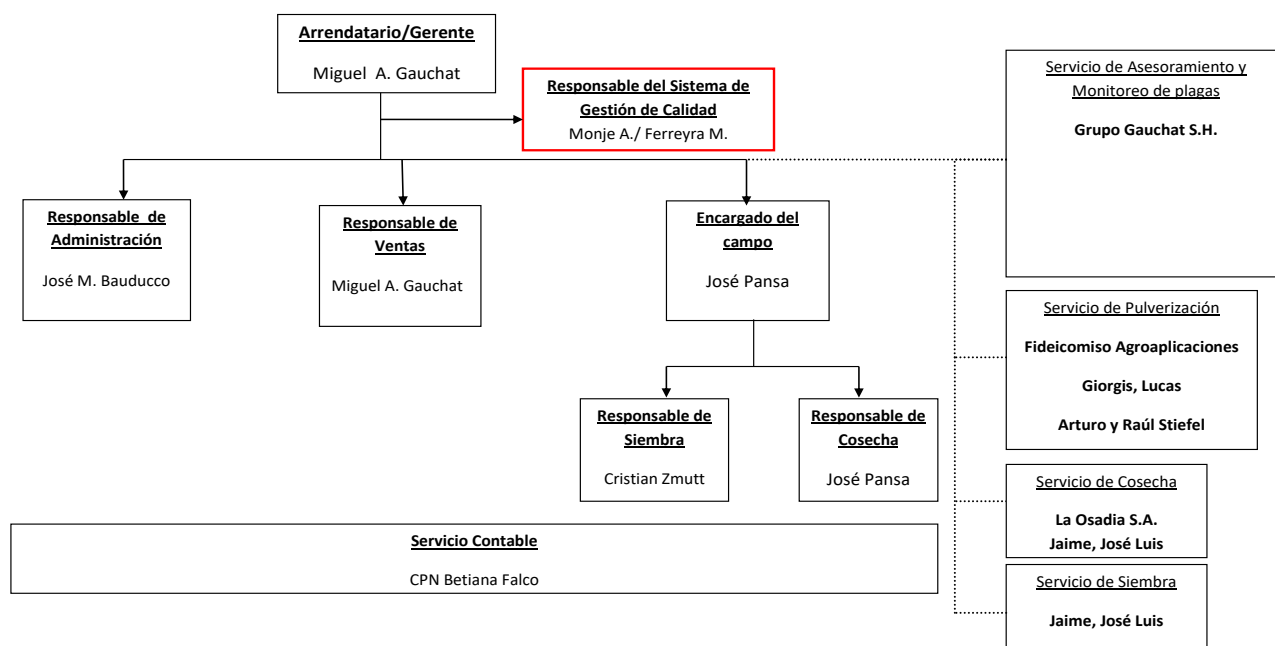 Arrendatario/Gerente
Miguel A. Gauchat
Responsable del Sistema de
Gestión de Calidad
Monje A./ Ferreyra M.
Responsable de
Administración
José M. Bauducco
Responsable de
Ventas
Miguel A. Gauchat
Encargado del
campo
José Pansa
Responsable de
Siembra
Cristian Zmutt
Responsable de
Cosecha
José Pansa
Servicio Contable
CPN Betiana Falco
Servicio de Asesoramiento y
Monitoreo de plagas
Grupo Gauchat S.H.
Servicio de Pulverización
Fideicomiso Agroaplicaciones
Giorgis, Lucas
Arturo y Raúl Stiefel
Servicio de Cosecha
La Osadia S.A.
Jaime, José Luis
Servicio de Siembra
Jaime, José Luis